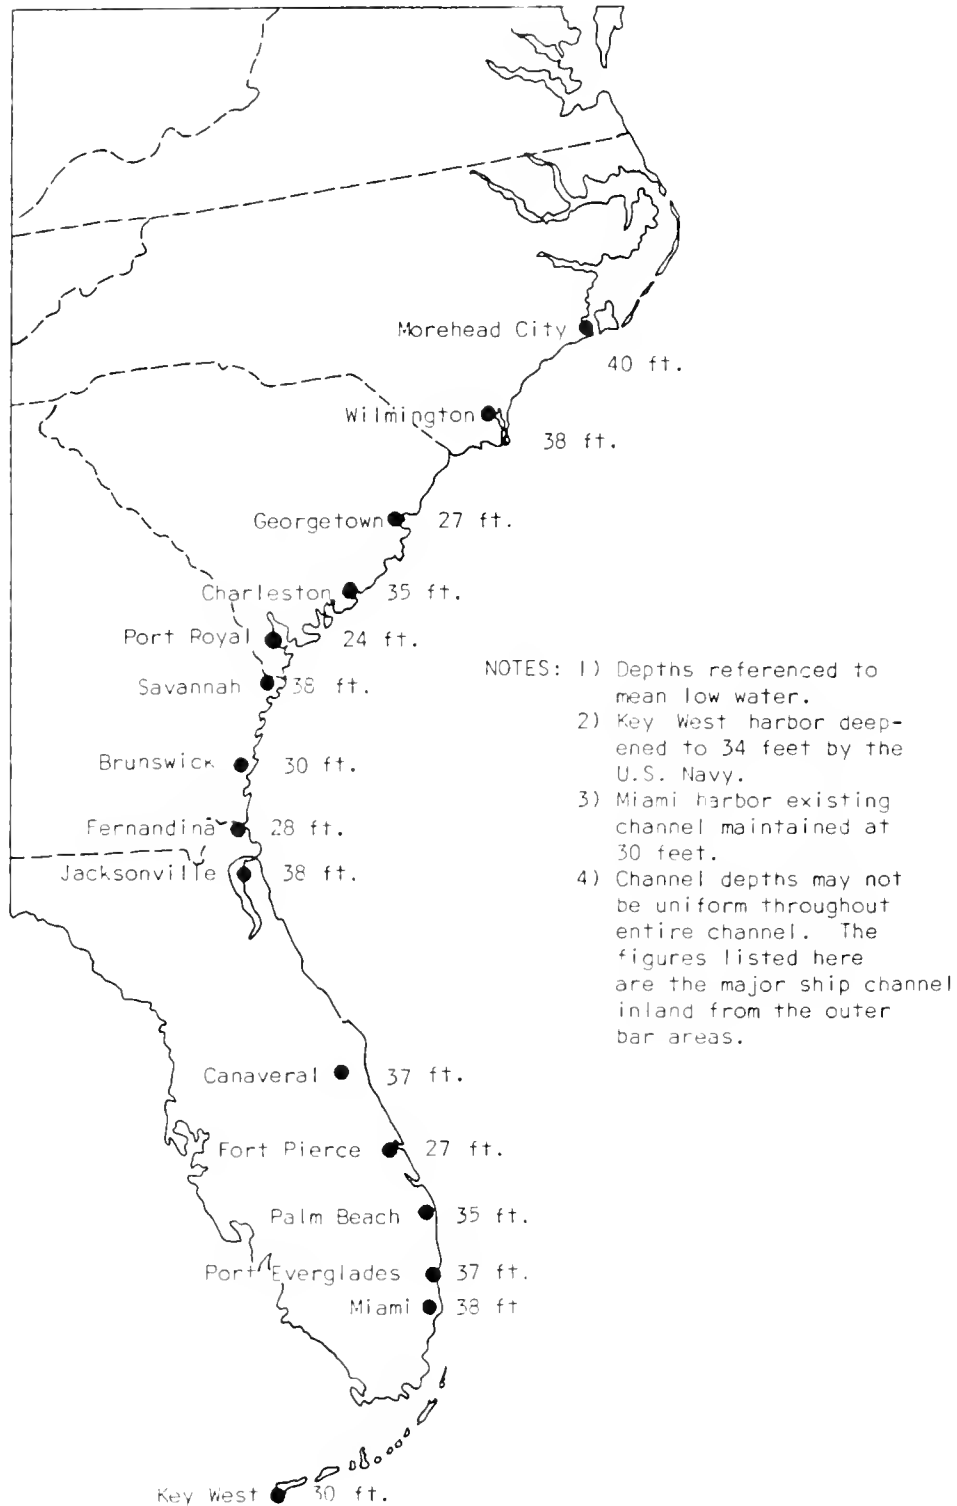 Morehead City
40 ft.
Wilmington
38 ft.
Georgetown 27 ft.
Charleston 35 ft.
Port Royal 24 ft.
Savannah 38 ft.
Brunswick 30 ft.
Fernandina 28 ft.
Jacksonville 38 ft.
NOTES: 1) Depths referenced to
mean low water.
2) Key West harbor deep-
ened to 34 feet by the
U.S. Navy.
3) Miami harbor existing
channel maintained at
30 feet.
4) Channel depths may not
be uniform throughout
entire channel. The
figures listed here
are the major ship channel
inland from the outer
bar areas.
Canaveral 37 ft.
Fort Pierce 27 ft.
Palm Beach 35 ft.
Port Everglades 37 ft.
Miami 38 ft
Key West 30 ft.